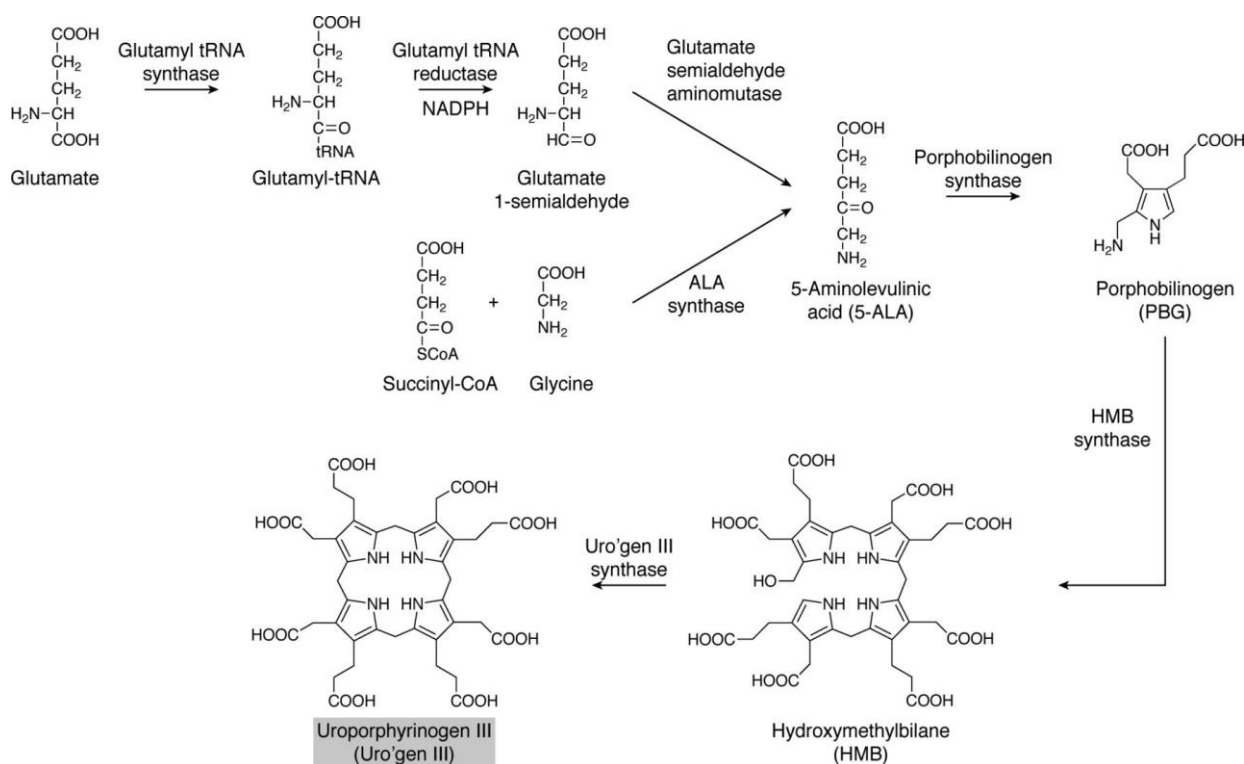 COOH
CH2
CH2
H2N
CH
COOH
Glutamate
Glutamyl tRNA
synthase
COOH
CH2
CH2
H2N
CH
C=O
tRNA
Glutamyl-tRNA
Glutamyl tRNA
reductase
NADPH
COOH
CH2
CH2
H2N
CH
HC=O
Glutamate
1-semialdehyde
Glutamate
semialdehyde
aminomutase
COOH
CH2
CH2
C=O
SCoA
Succinyl-CoA
+
COOH
CH2
NH2
Glycine
ALA
synthase
COOH
CH2
CH2
C=O
CH2
NH2
5-Aminolevulinic
acid (5-ALA)
Porphobilinogen
synthase
COOH
COOH
H2N
N
H
Porphobilinogen
(PBG)
HMB
synthase
COOH
COOH
HOOC
COOH
NH HN
HO
NH HN
HOOC
COOH
HOOC
COOH
Hydroxymethylbilane
(HMB)
Uro'gen III
synthase
COOH
COOH
HOOC
COOH
NH HN
NH HN
HOOC
COOH
COOH
COOH
Uroporphyrinogen III
(Uro'gen III)